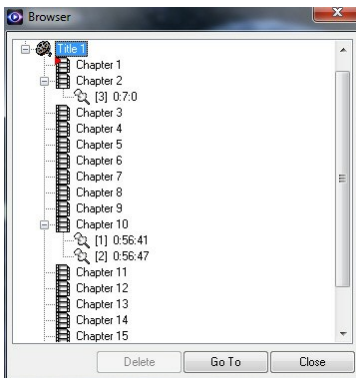 Browser
Title 1
Chapter 1
Chapter 2
[3] 0:7:0
Chapter 3
Chapter 4
Chapter 5
Chapter 6
Chapter 7
Chapter 8
Chapter 9
Chapter 10
[1] 0:56:41
[2] 0:56:47
Chapter 11
Chapter 12
Chapter 13
Chapter 14
Chapter 15
Delete Go To Close